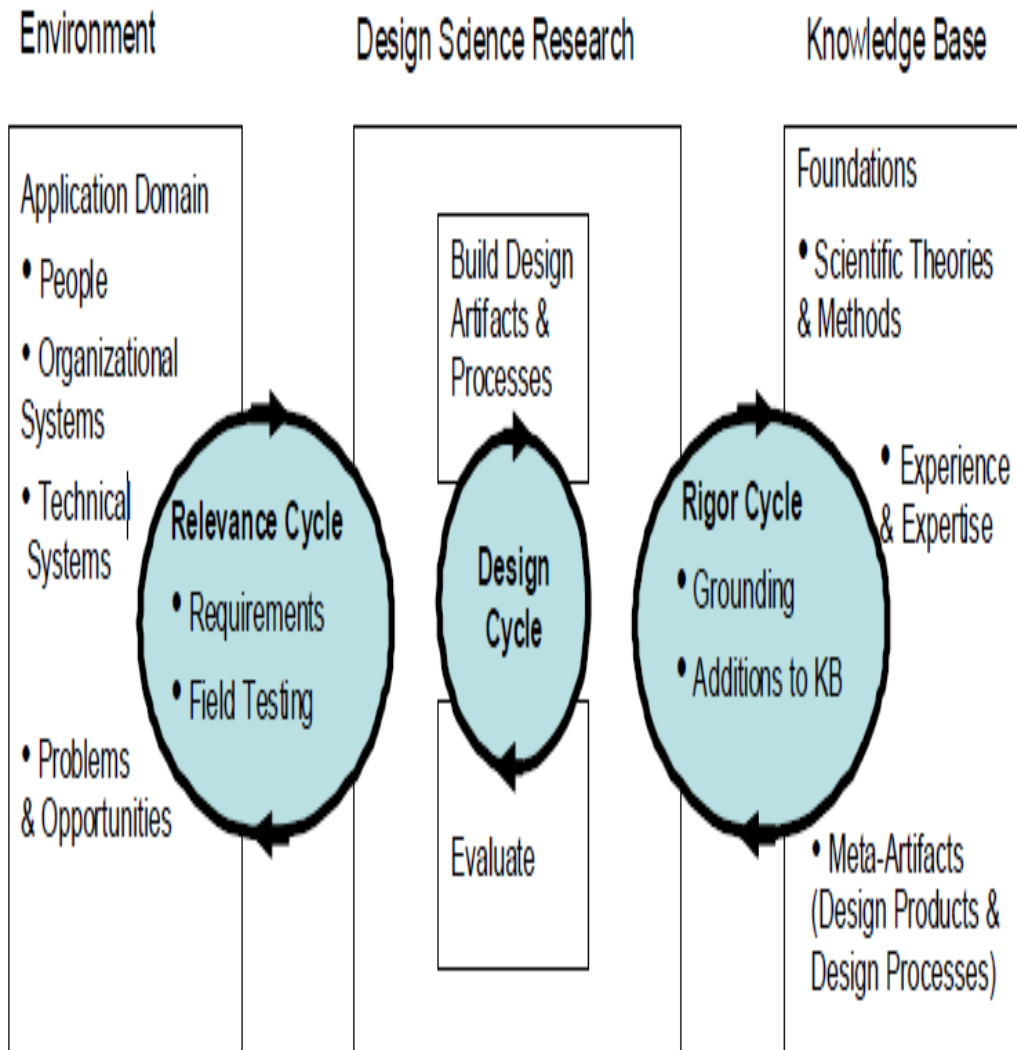 Environment
Design Science Research
Knowledge Base
Application Domain
• People
• Organizational
Systems
• Technical
Systems
• Problems
& Opportunities
Relevance Cycle
• Requirements
• Field Testing
Build Design
Artifacts &
Processes
Design
Cycle
Evaluate
Rigor Cycle
• Grounding
• Additions to KB
Foundations
• Scientific Theories
& Methods
• Experience
& Expertise
• Meta-Artifacts
(Design Products &
Design Processes)